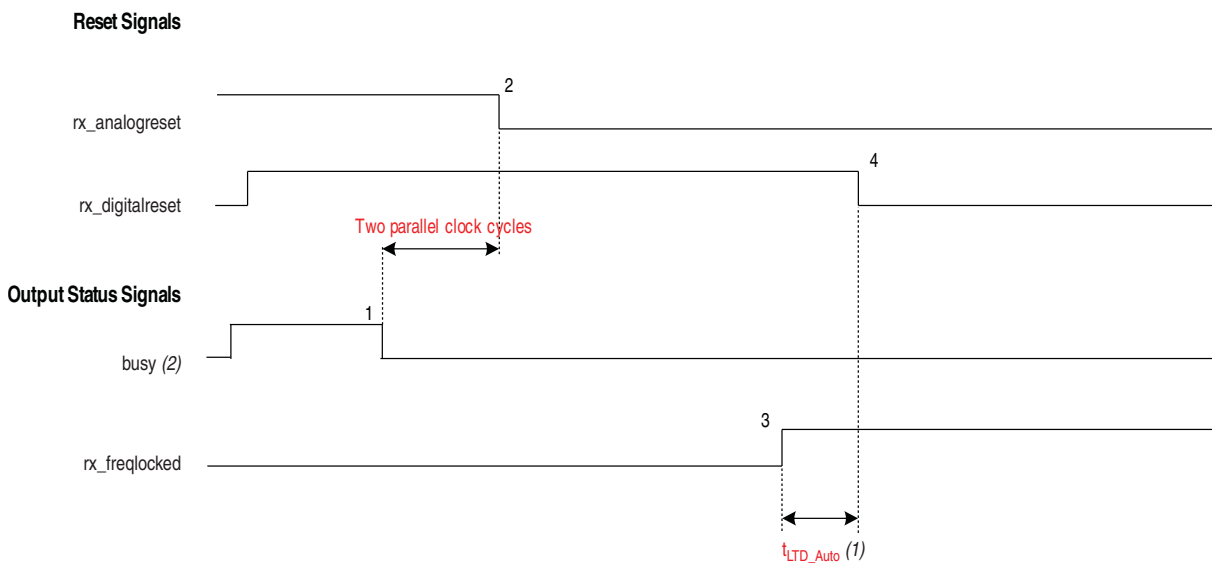 Reset Signals
2
rx_analogreset
4
rx_digitalreset
Two parallel clock cycles
Output Status Signals
1
busy (2)
3
rx_freqlocked
tLTD_Auto (1)